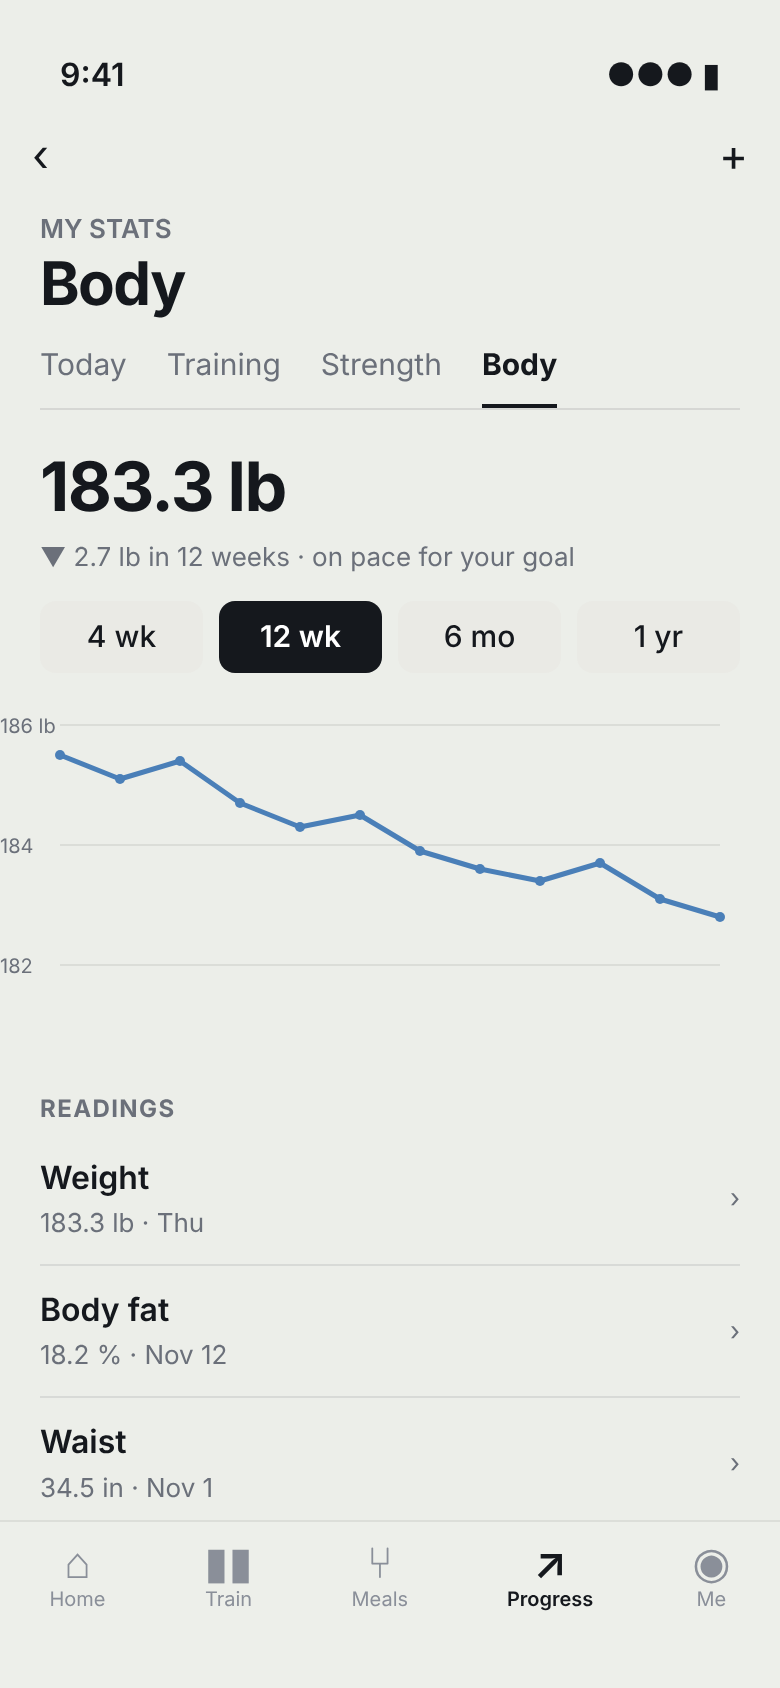 9:41
MY STATS
Body
Today Training Strength Body
183.3 lb
▼ 2.7 lb in 12 weeks · on pace for your goal
4 wk 12 wk 6 mo 1 yr
186 lb
184
182
READINGS
Weight
183.3 lb · Thu
Body fat
18.2 % · Nov 12
Waist
34.5 in · Nov 1
Home Train Meals Progress Me